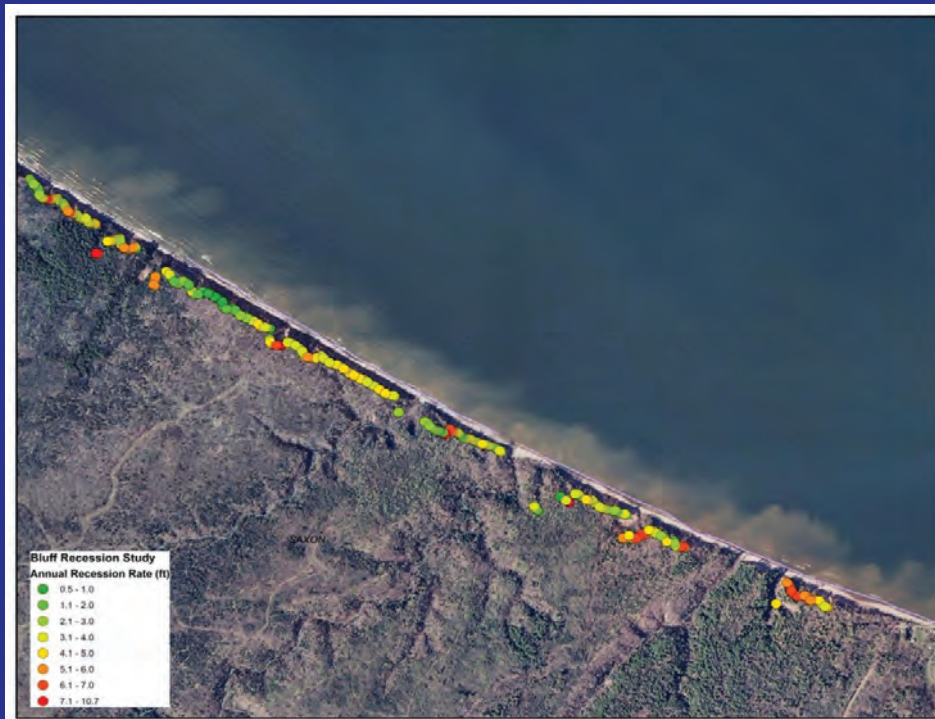 SAXON
Bluff Recession Study
Annual Recession Rate (ft)
0.5 - 1.0
1.1 - 2.0
2.1 - 3.0
3.1 - 4.0
4.1 - 5.0
5.1 - 6.0
6.1 - 7.0
7.1 - 10.7